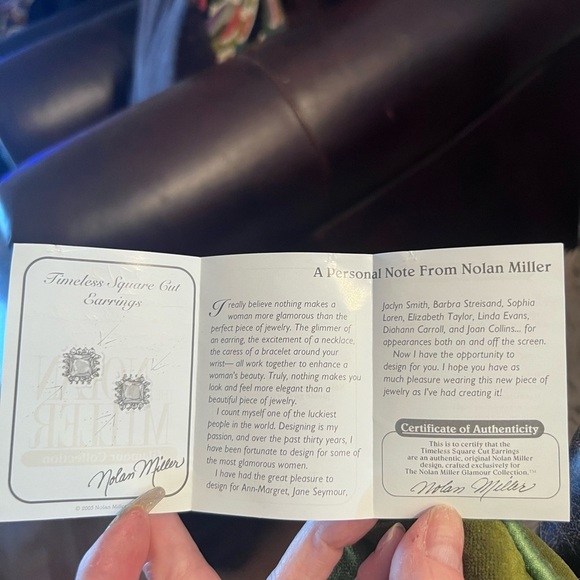 Timeless Square Cut
Earrings
NOLAN
MILLER
Nolan Miller
A Personal Note From Nolan Miller
I really believe nothing makes a
woman more glamorous than the
perfect piece of jewelry. The glimmer of
an earring, the excitement of a necklace,
the caress of a bracelet around your
wrist— all work together to enhance a
woman's beauty. Truly, nothing makes you
look and feel more elegant than a
beautiful piece of jewelry.
I count myself one of the luckiest
people in the world. Designing is my
passion, and over the past thirty years, I
have been fortunate to design for some of
the most glamorous women.
I have had the great pleasure to
design for Ann-Margret, Jane Seymour,
Jaclyn Smith, Barbra Streisand, Sophia
Loren, Elizabeth Taylor, Linda Evans,
Diahann Carroll, and Joan Collins... for
appearances both on and off the screen.
Now I have the opportunity to
design for you. I hope you have as
much pleasure wearing this new piece of
jewelry as I've had creating it!
Certificate of Authenticity
This is to certify that the
Timeless Square Cut Earrings
are an authentic, original Nolan Miller
design, crafted exclusively for
The Nolan Miller Glamour Collection.™
Nolan Miller